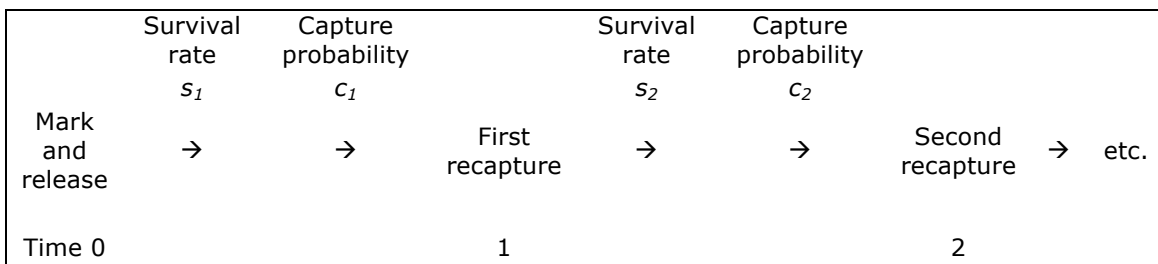 Survival Capture Survival Capture
rate probability rate probability
s1 c1 s2 c2
Mark
and
release → → First
recapture → → Second
recapture → etc.
Time 0 1 2